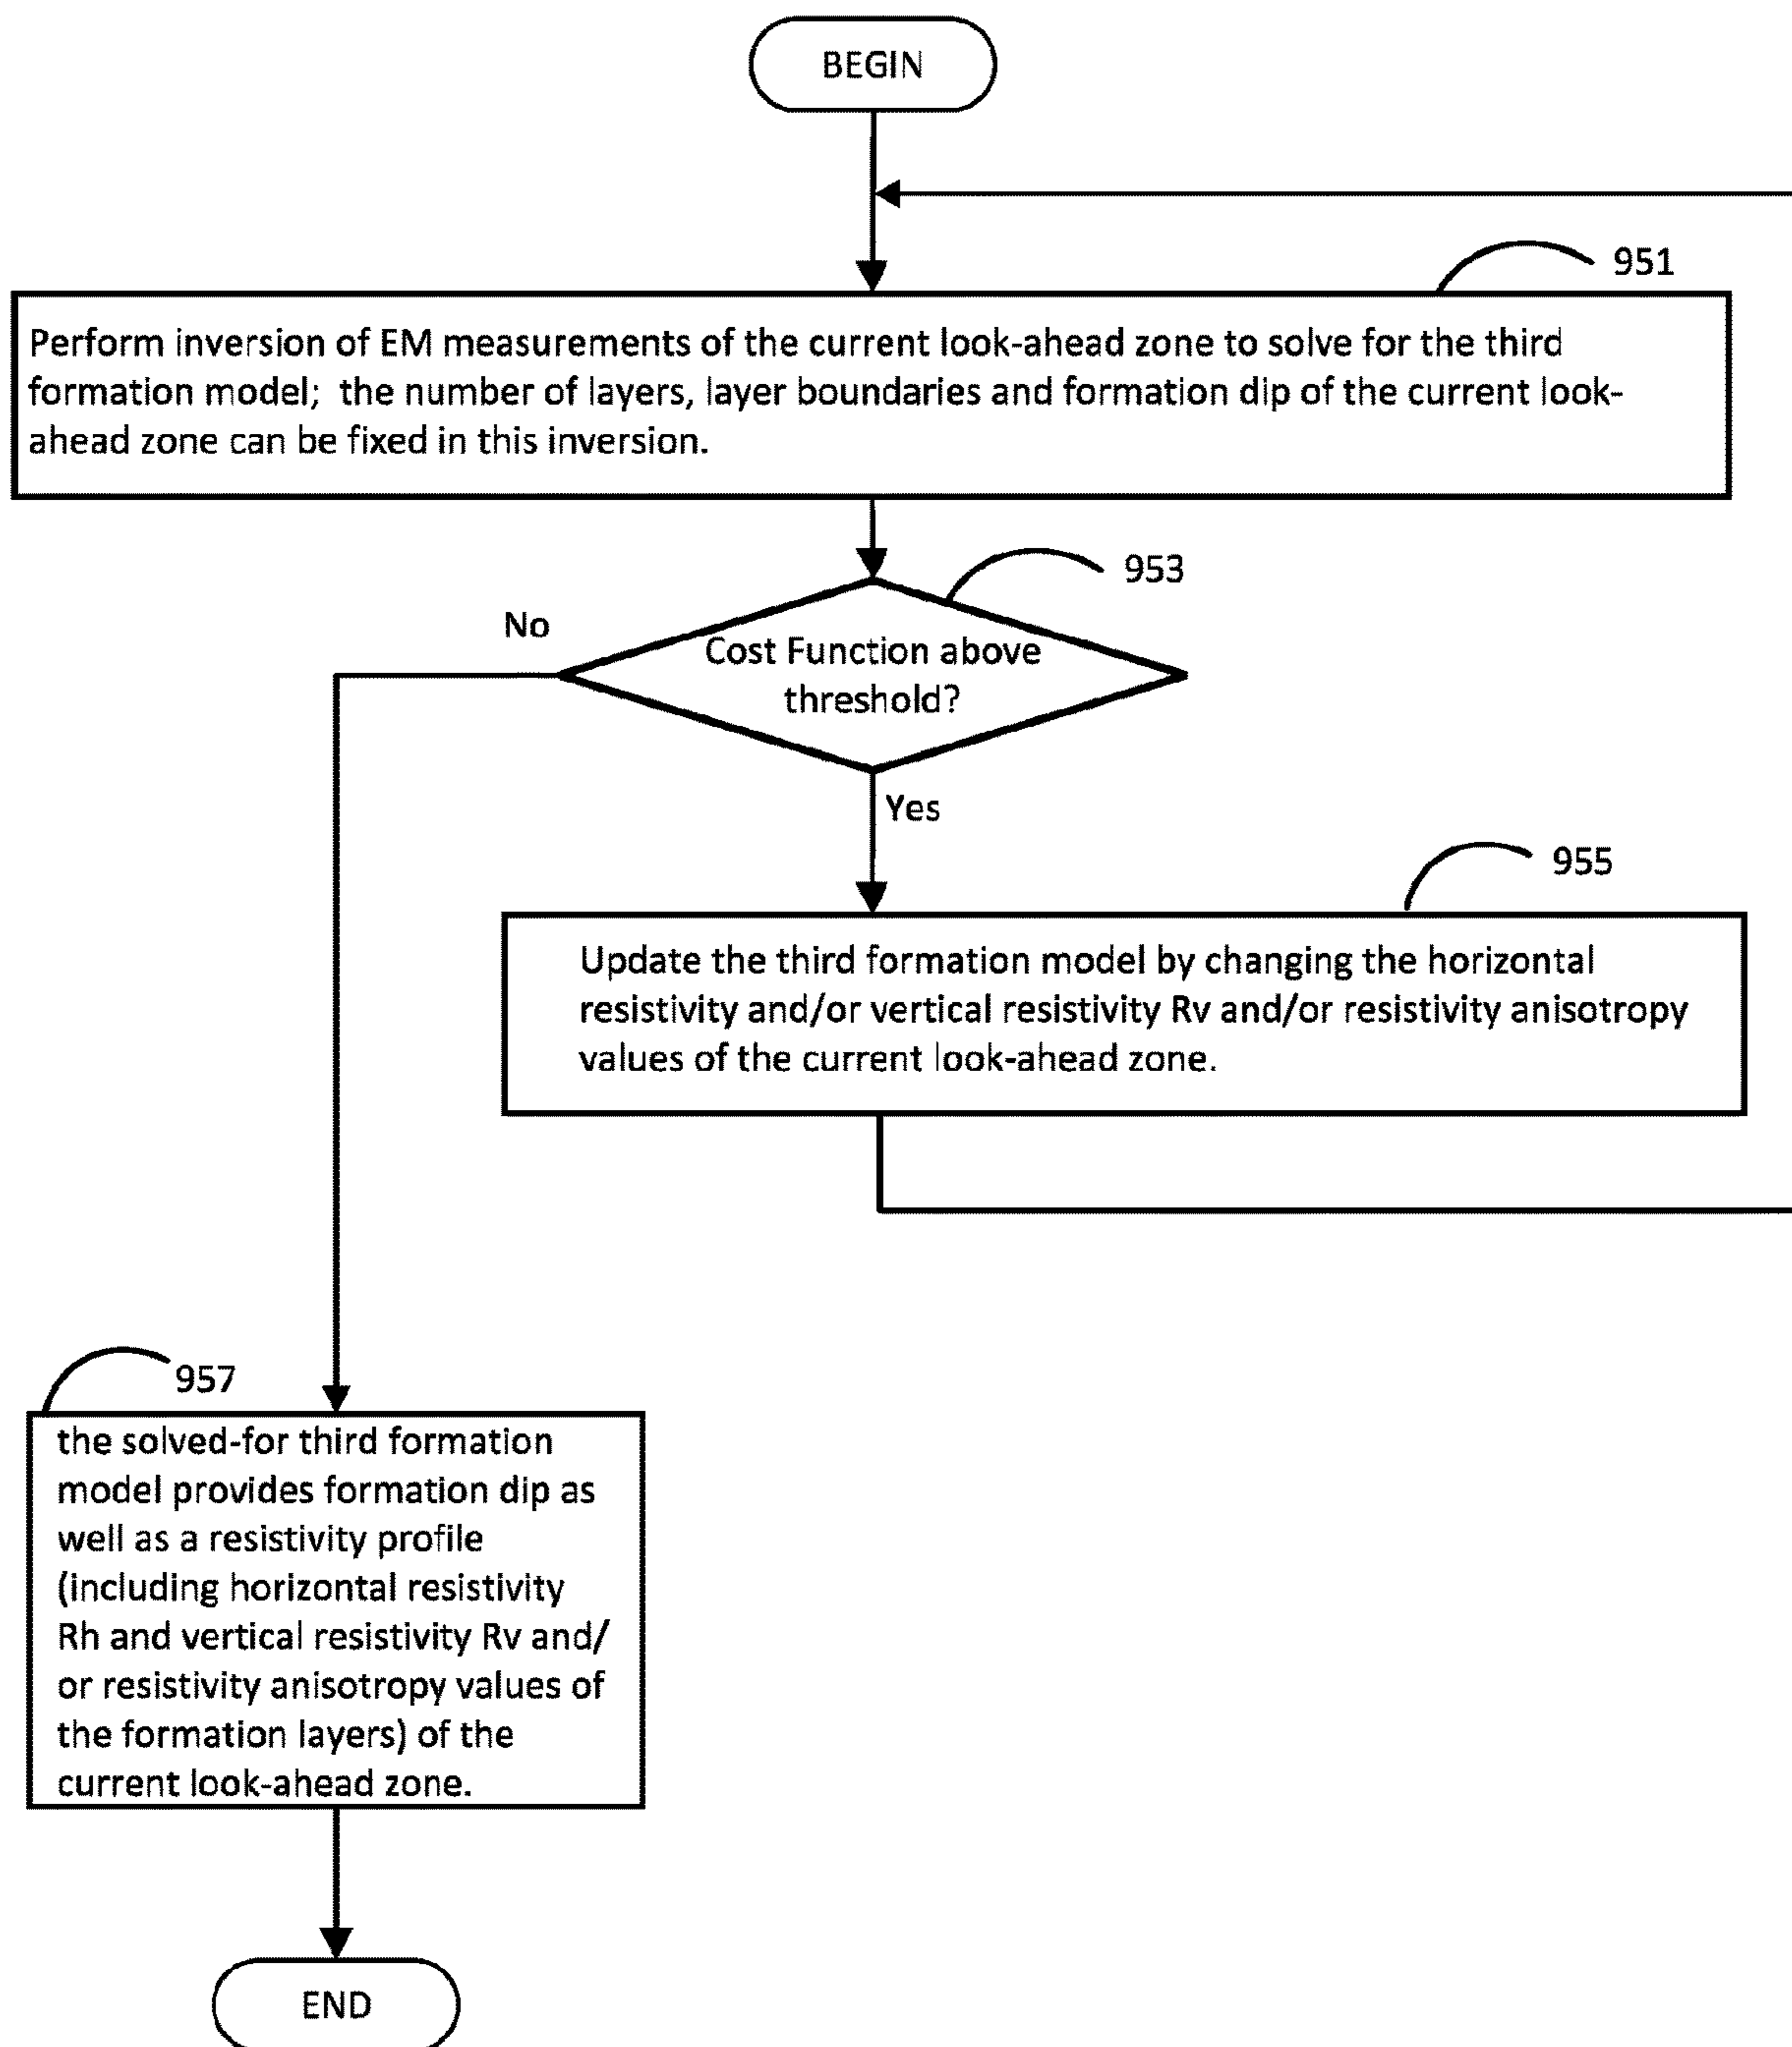 BEGIN
951
Perform inversion of EM measurements of the current look-ahead zone to solve for the third
formation model;  the number of layers, layer boundaries and formation dip of the current look-
ahead zone can be fixed in this inversion.
953
No
Cost Function above
threshold?
Yes
955
Update the third formation model by changing the horizontal
resistivity and/or vertical resistivity Rv and/or resistivity anisotropy
values of the current look-ahead zone.
957
the solved-for third formation
model provides formation dip as
well as a resistivity profile
(including horizontal resistivity
Rh and vertical resistivity Rv and/
or resistivity anisotropy values of
the formation layers) of the
current look-ahead zone.
END